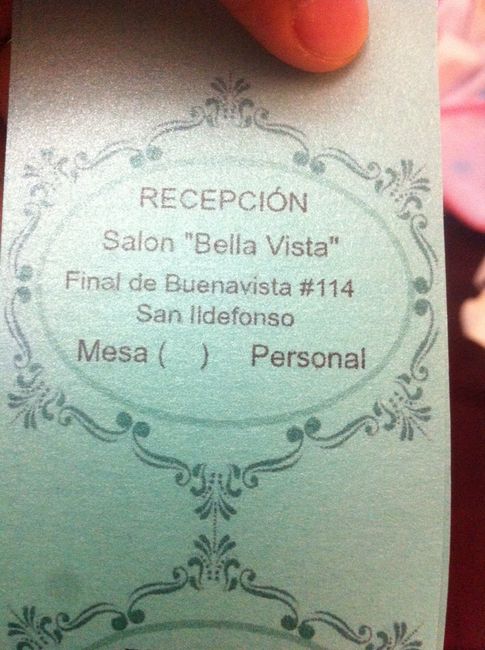 RECEPCIÓN
Salon "Bella Vista"
Final de Buenavista #114
San Ildefonso
Mesa (    )    Personal